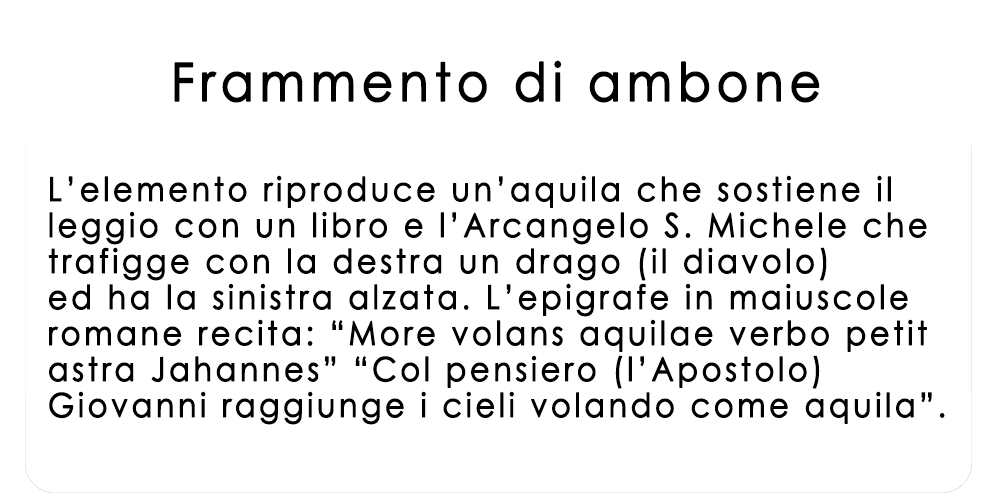 Frammento di ambone
L’elemento riproduce un’aquila che sostiene il
leggio con un libro e l’Arcangelo S. Michele che
trafigge con la destra un drago (il diavolo)
ed ha la sinistra alzata. L’epigrafe in maiuscole
romane recita: “More volans aquilae verbo petit
astra Jahannes” “Col pensiero (l’Apostolo)
Giovanni raggiunge i cieli volando come aquila”.